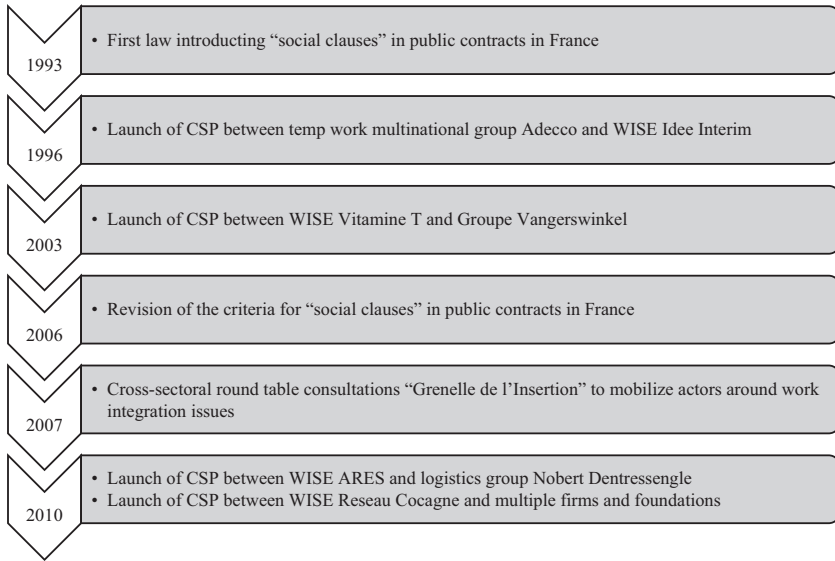 1993
• First law introducting “social clauses” in public contracts in France
1996
• Launch of CSP between temp work multinational group Adecco and WISE Idee Interim
2003
• Launch of CSP between WISE Vitamine T and Groupe Vangerswinkel
2006
• Revision of the criteria for “social clauses” in public contracts in France
2007
• Cross-sectoral round table consultations “Grenelle de l’Insertion” to mobilize actors around work
integration issues
2010
• Launch of CSP between WISE ARES and logistics group Nobert Dentressengle
• Launch of CSP between WISE Reseau Cocagne and multiple firms and foundations